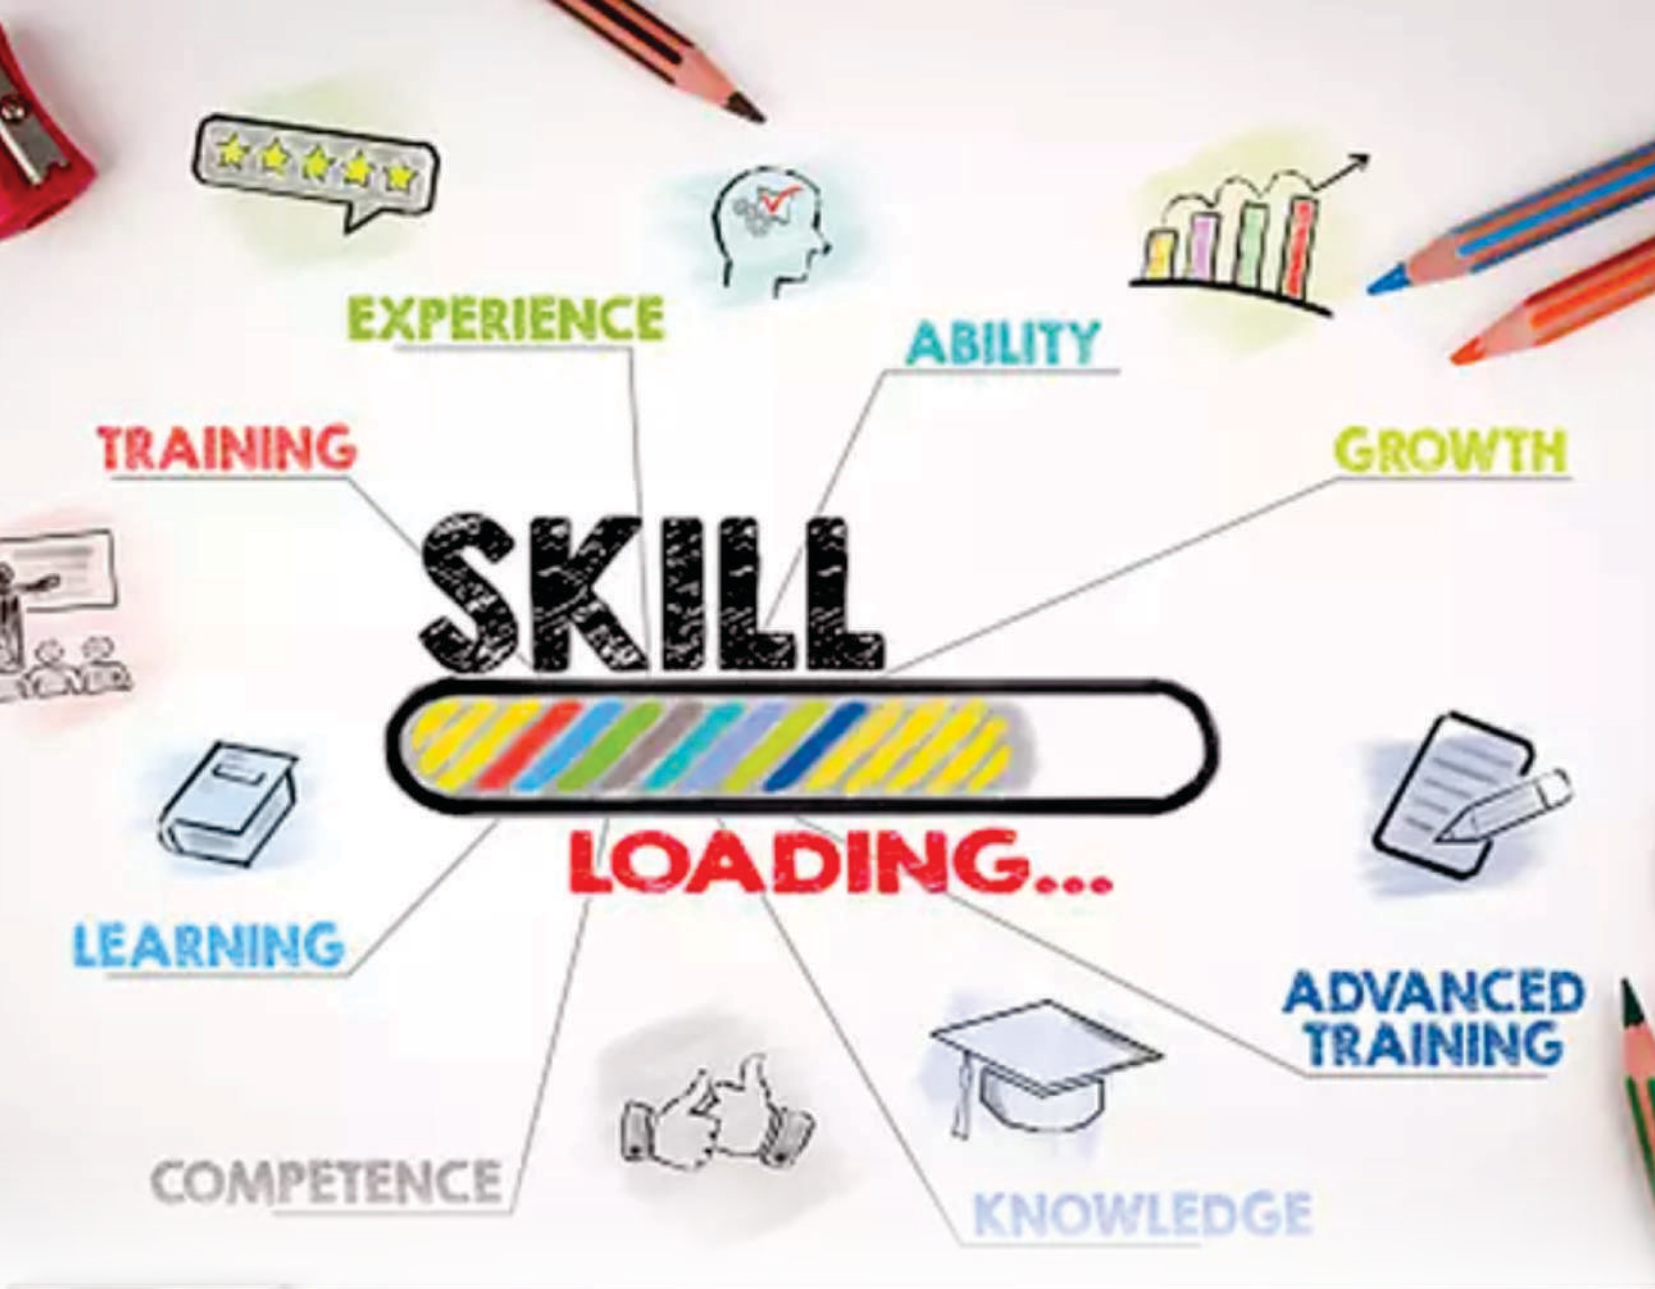 EXPERIENCE
ABILITY
TRAINING
GROWTH
SKILL
LOADING...
LEARNING
ADVANCED
TRAINING
COMPETENCE
KNOWLEDGE